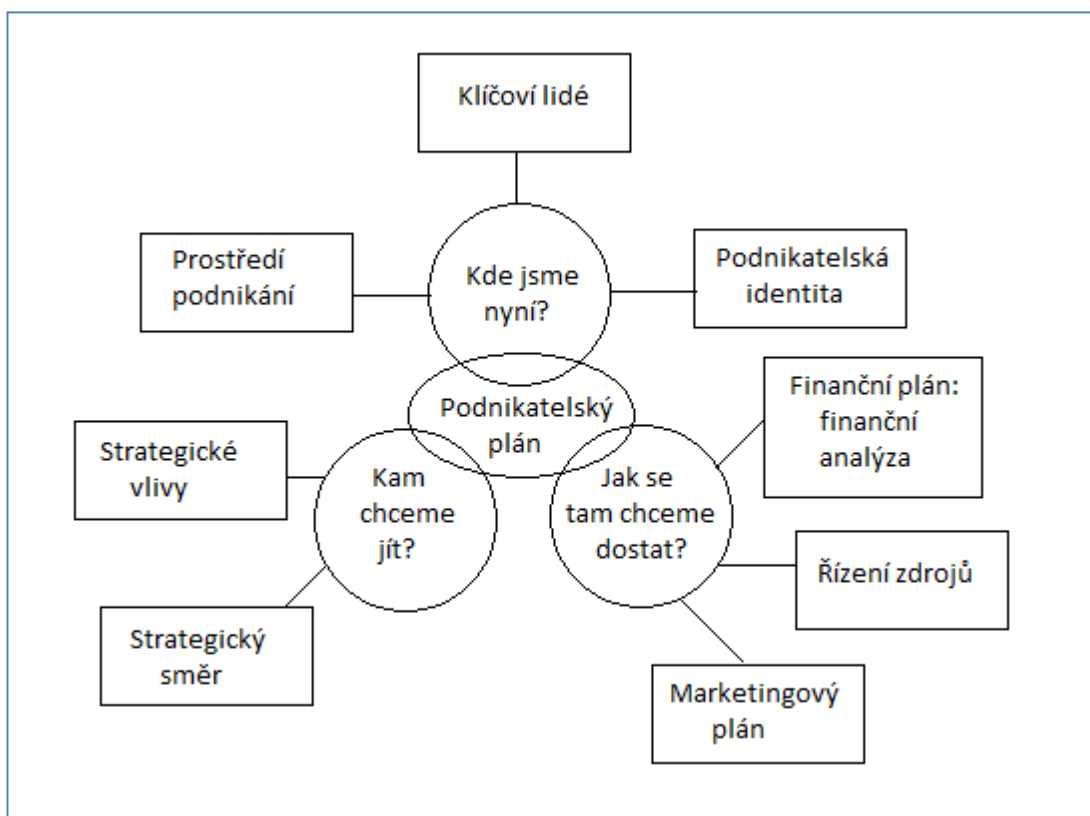 Klíčoví lidé
Prostředí
podnikání
Kde jsme
nyní?
Podnikatelská
identita
Podnikatelský
plán
Finanční plán:
finanční
analýza
Strategické
vlivy
Kam
chceme
jít?
Jak se
tam chceme
dostat?
Řízení zdrojů
Strategický
směr
Marketingový
plán